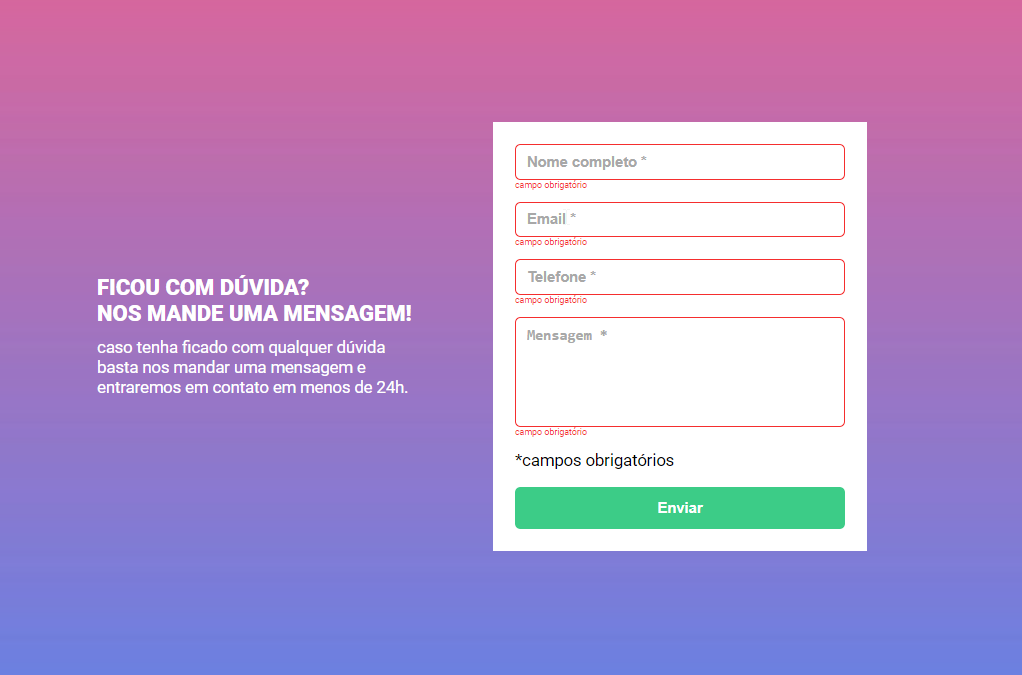 FICOU COM DÚVIDA?
NOS MANDE UMA MENSAGEM!
caso tenha ficado com qualquer dúvida
basta nos mandar uma mensagem e
entraremos em contato em menos de 24h.
Nome completo *
campo obrigatório
Email *
campo obrigatório
Telefone *
campo obrigatório
Mensagem *
campo obrigatório
*campos obrigatórios
Enviar